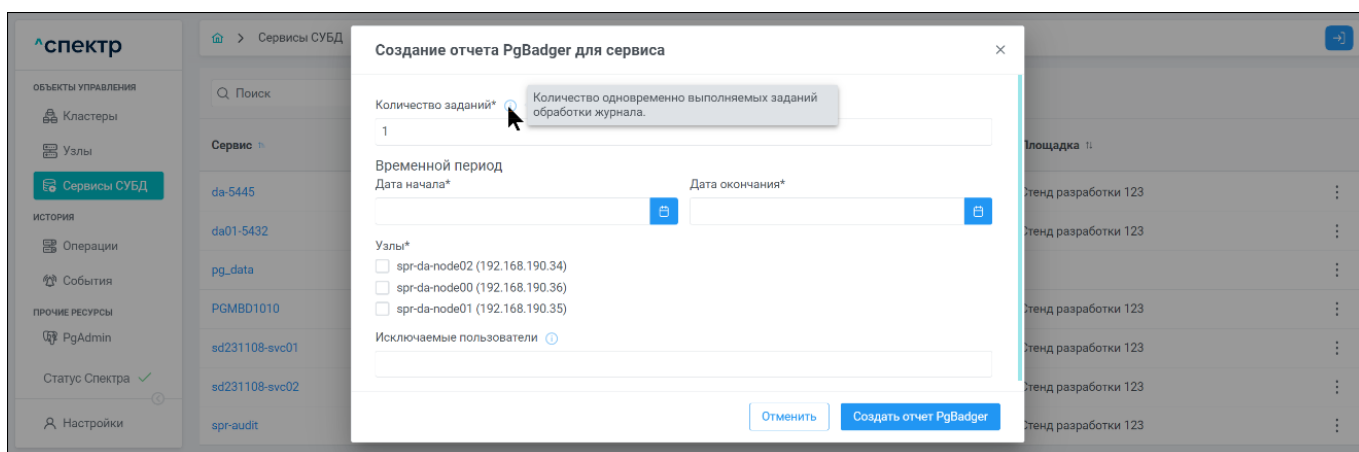 ^спектр
ОБЪЕКТЫ УПРАВЛЕНИЯ
Кластеры
Узлы
Сервисы СУБД
ИСТОРИЯ
Операции
События
ПРОЧИЕ РЕСУРСЫ
PgAdmin
Статус Спектра
Настройки
Сервисы СУБД
Поиск
Сервис
da-5445
da01-5432
pg_data
PGMBD1010
sd231108-svc01
sd231108-svc02
spr-audit
Создание отчета PgBadger для сервиса
Количество заданий*
Количество одновременно выполняемых заданий
обработки журнала.
1
Временной период
Дата начала* Дата окончания*
Узлы*
spr-da-node02 (192.168.190.34)
spr-da-node00 (192.168.190.36)
spr-da-node01 (192.168.190.35)
Исключаемые пользователи
Отменить Создать отчет PgBadger
Площадка
Стенд разработки 123
Стенд разработки 123
Стенд разработки 123
Стенд разработки 123
Стенд разработки 123
Стенд разработки 123